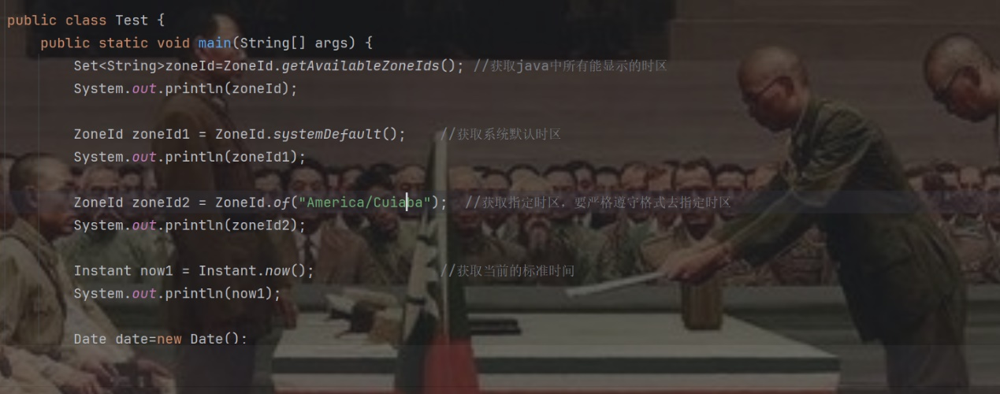 public class Test {
public static void main(String[] args) {
Set<String>zoneId=ZoneId.getAvailableZoneIds(); //获取java中所有能显示的时区
System.out.println(zoneId);
ZoneId zoneId1 = ZoneId.systemDefault(); //获取系统默认时区
System.out.println(zoneId1);
ZoneId zoneId2 = ZoneId.of("America/Cuiaba"); //获取指定时区，要严格遵守格式去指定时区
System.out.println(zoneId2);
Instant now1 = Instant.now(); //获取当前的标准时间
System.out.println(now1);
Date date=new Date();